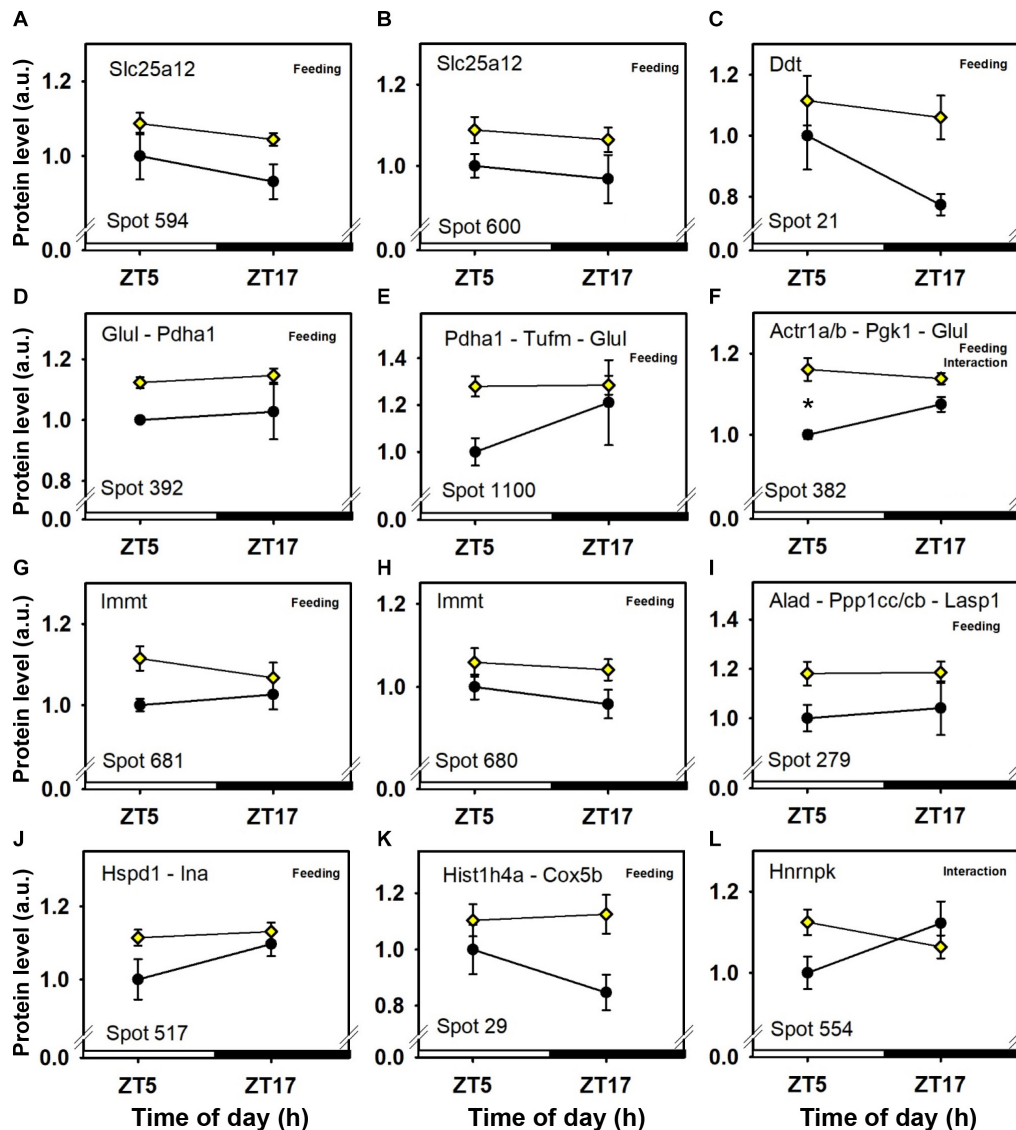 A
B
C
Protein level (a.u.)
Slc25a12
Feeding
1.2
1.0
0.0
Spot 594
ZT5
ZT17
Slc25a12
Feeding
1.2
1.0
0.0
Spot 600
ZT5
ZT17
Ddt
Feeding
1.2
1.0
0.8
0.0
Spot 21
ZT5
ZT17
D
E
F
Protein level (a.u.)
Glul - Pdha1
Feeding
1.2
1.0
0.8
0.0
Spot 392
ZT5
ZT17
Pdha1 - Tufm - Glul
Feeding
1.4
1.2
1.0
0.0
Spot 1100
ZT5
ZT17
Actr1a/b - Pgk1 - Glul
Feeding
Interaction
1.2
*
1.0
0.0
Spot 382
ZT5
ZT17
G
H
I
Protein level (a.u.)
Immt
Feeding
1.2
1.0
0.0
Spot 681
ZT5
ZT17
Immt
Feeding
1.2
1.0
0.0
Spot 680
ZT5
ZT17
Alad - Ppp1cc/cb - Lasp1
Feeding
1.4
1.2
1.0
0.0
Spot 279
ZT5
ZT17
J
K
L
Protein level (a.u.)
Hspd1 - Ina
Feeding
1.2
1.0
0.0
Spot 517
ZT5
ZT17
Time of day (h)
Hist1h4a - Cox5b
Feeding
1.2
1.0
0.8
0.0
Spot 29
ZT5
ZT17
Time of day (h)
Hnrnpk
Interaction
1.2
1.0
0.0
Spot 554
ZT5
ZT17
Time of day (h)